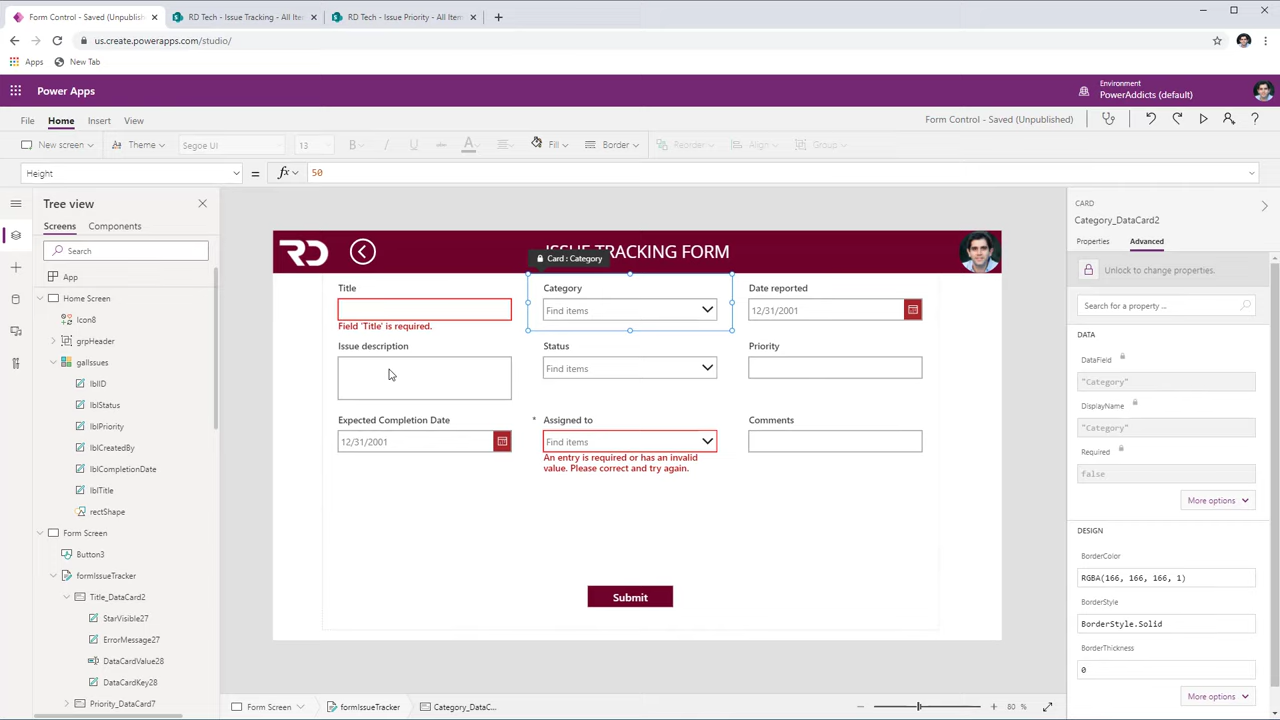 Form Control - Saved (Unpublishe
RD Tech - Issue Tracking - All Item
RD Tech - Issue Priority - All Item
us.create.powerapps.com/studio/
Apps
New Tab
Power Apps
Environment
PowerAddicts (default)
File
Home
Insert
View
Form Control - Saved (Unpublished)
New screen
Theme
Segoe UI
13
B
Fill
Border
Reorder
Align
Group
Height
=
fx
50
Tree view
Screens
Components
Search
App
Home Screen
Icon8
grpHeader
galIssues
lblID
lblStatus
lblPriority
lblCreatedBy
lblCompletionDate
lblTitle
rectShape
Form Screen
Button3
formIssueTracker
Title_DataCard2
StarVisible27
ErrorMessage27
DataCardValue28
DataCardKey28
Priority_DataCard7
RD
ISSUE TRACKING FORM
Card : Category
Title
Category
Date reported
Find items
12/31/2001
Field 'Title' is required.
Issue description
Status
Priority
Find items
Expected Completion Date
* Assigned to
Comments
12/31/2001
Find items
An entry is required or has an invalid
value. Please correct and try again.
Submit
Form Screen
formIssueTracker
Category_DataC...
80 %
CARD
Category_DataCard2
Properties
Advanced
Unlock to change properties.
Search for a property ...
DATA
DataField
"Category"
DisplayName
"Category"
Required
false
More options
DESIGN
BorderColor
RGBA(166, 166, 166, 1)
BorderStyle
BorderStyle.Solid
BorderThickness
0
More options